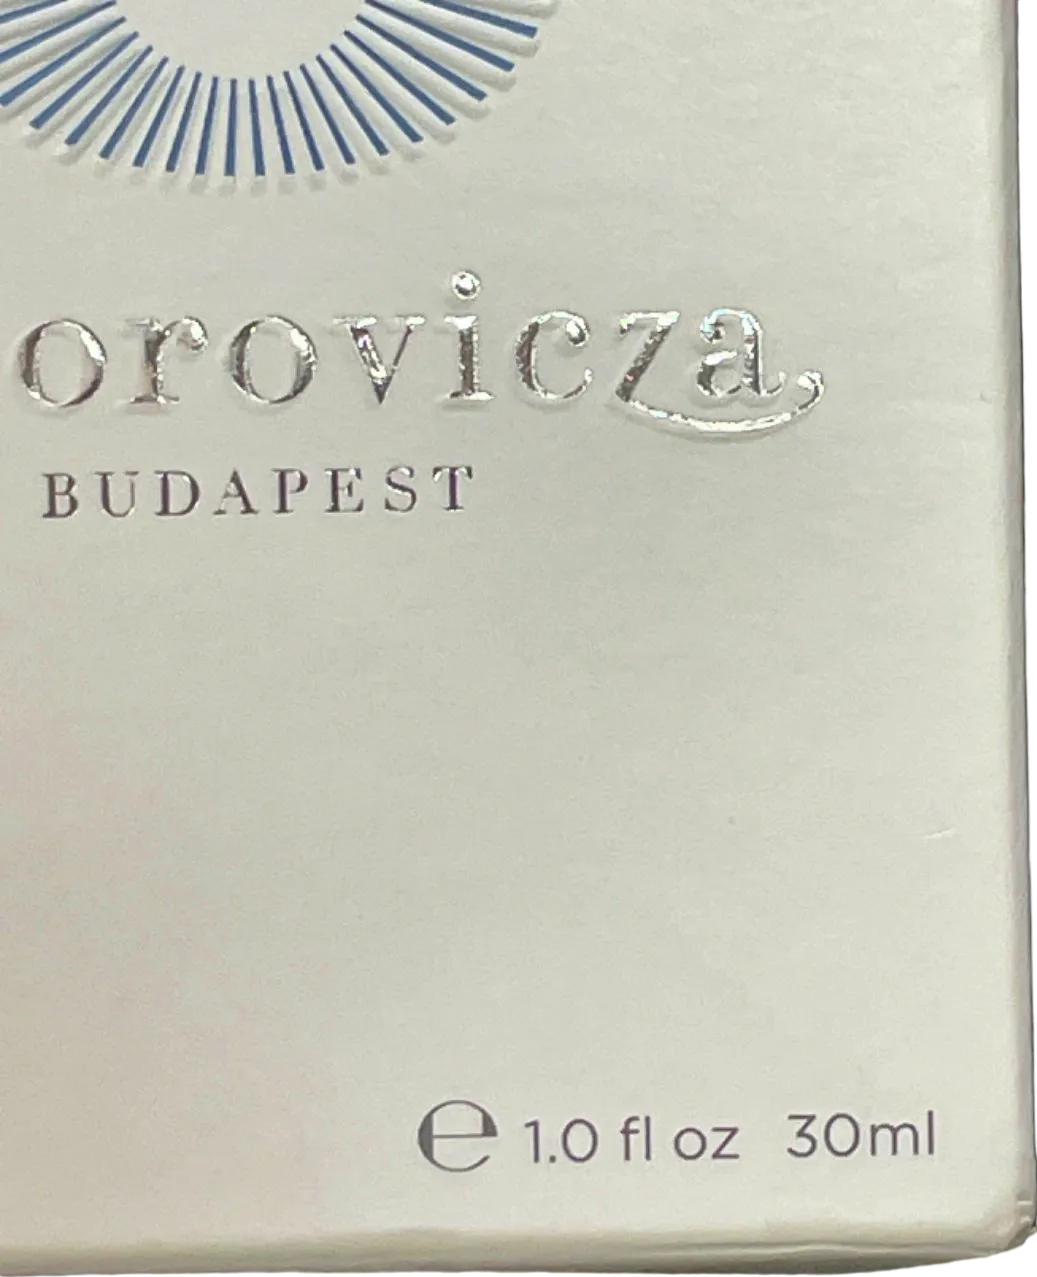 orovicza
BUDAPEST
℮ 1.0 fl oz 30ml